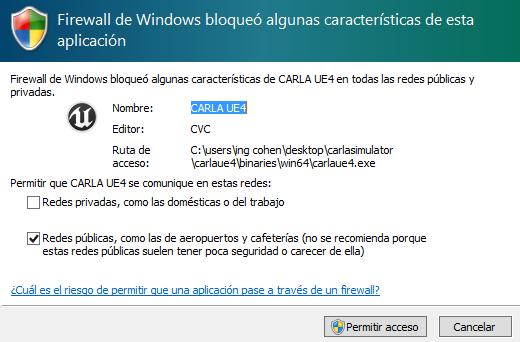 Firewall de Windows bloqueó algunas características de esta
aplicación
Firewall de Windows bloqueó algunas características de CARLA UE4 en todas las redes públicas y
privadas.
Nombre: CARLA UE4
Editor: CVC
Ruta de acceso: C:\users\ing cohen\desktop\carlasimulator
\carlaue4\binaries\win64\carlaue4.exe
Permitir que CARLA UE4 se comunique en estas redes:
Redes privadas, como las domésticas o del trabajo
Redes públicas, como las de aeropuertos y cafeterías (no se recomienda porque
estas redes públicas suelen tener poca seguridad o carecer de ella)
¿Cuál es el riesgo de permitir que una aplicación pase a través de un firewall?
Permitir acceso Cancelar